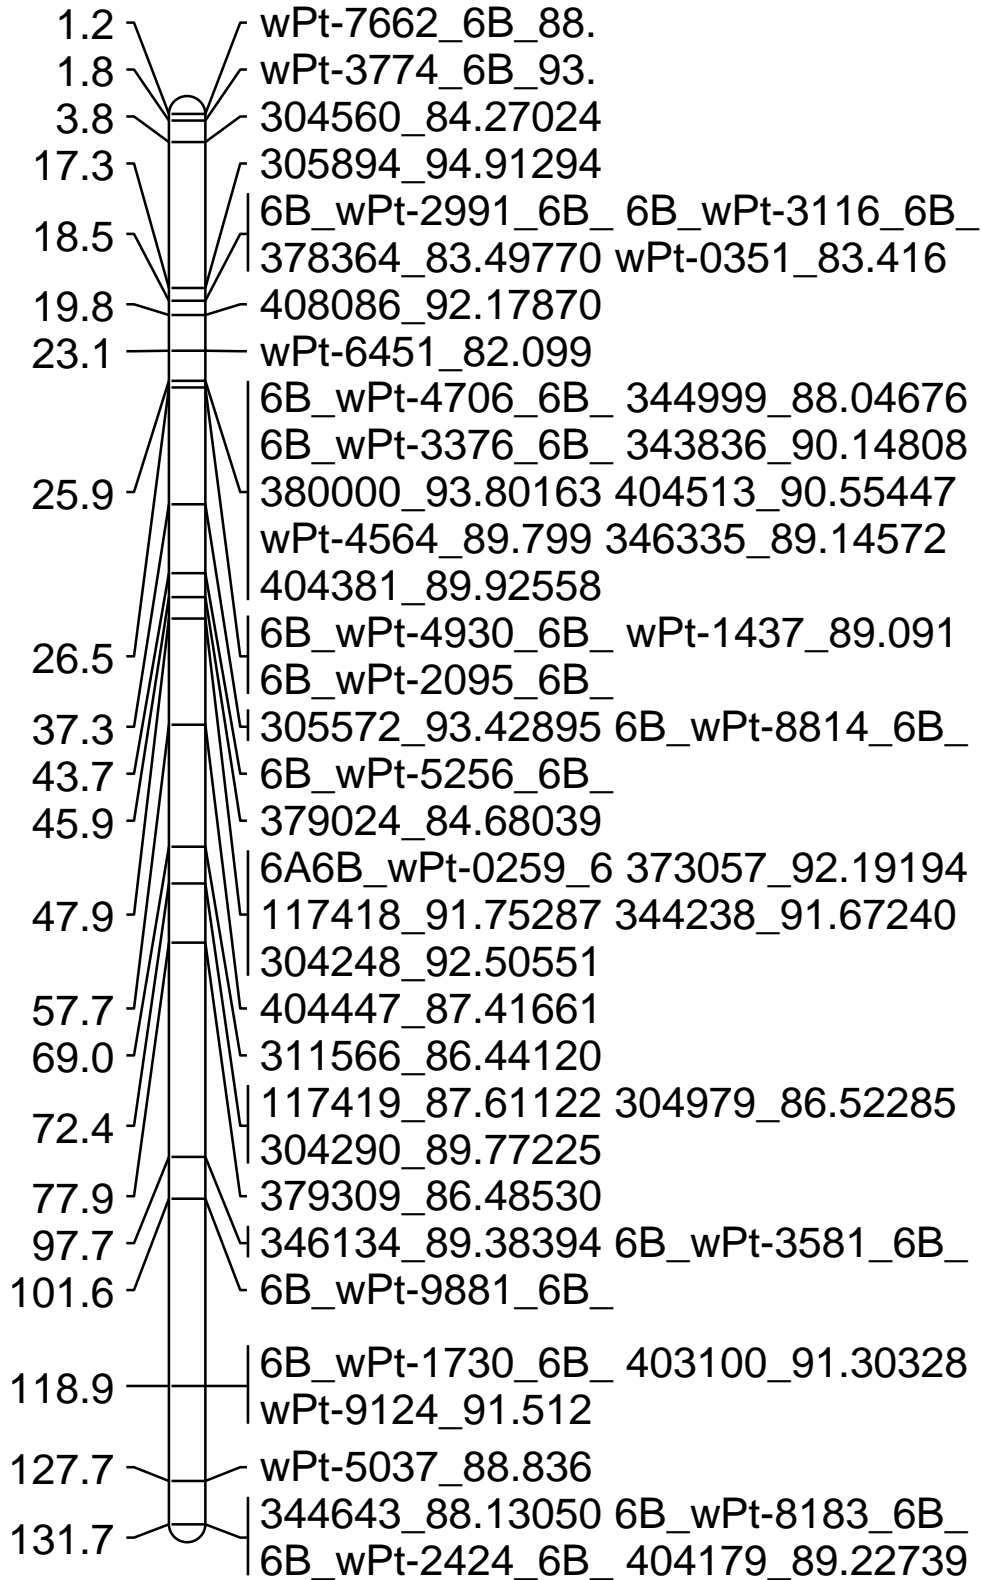 1.2 wPt-7662_6B_88.
1.8 wPt-3774_6B_93.
3.8 304560_84.27024
17.3 305894_94.91294
18.5 6B_wPt-2991_6B_ 6B_wPt-3116_6B_
378364_83.49770 wPt-0351_83.416
19.8 408086_92.17870
23.1 wPt-6451_82.099
6B_wPt-4706_6B_ 344999_88.04676
6B_wPt-3376_6B_ 343836_90.14808
25.9 380000_93.80163 404513_90.55447
wPt-4564_89.799 346335_89.14572
404381_89.92558
26.5 6B_wPt-4930_6B_ wPt-1437_89.091
6B_wPt-2095_6B_
37.3 305572_93.42895 6B_wPt-8814_6B_
43.7 6B_wPt-5256_6B_
45.9 379024_84.68039
6A6B_wPt-0259_6 373057_92.19194
47.9 117418_91.75287 344238_91.67240
304248_92.50551
57.7 404447_87.41661
69.0 311566_86.44120
72.4 117419_87.61122 304979_86.52285
304290_89.77225
77.9 379309_86.48530
97.7 346134_89.38394 6B_wPt-3581_6B_
101.6 6B_wPt-9881_6B_
118.9 6B_wPt-1730_6B_ 403100_91.30328
wPt-9124_91.512
127.7 wPt-5037_88.836
131.7 344643_88.13050 6B_wPt-8183_6B_
6B_wPt-2424_6B_ 404179_89.22739